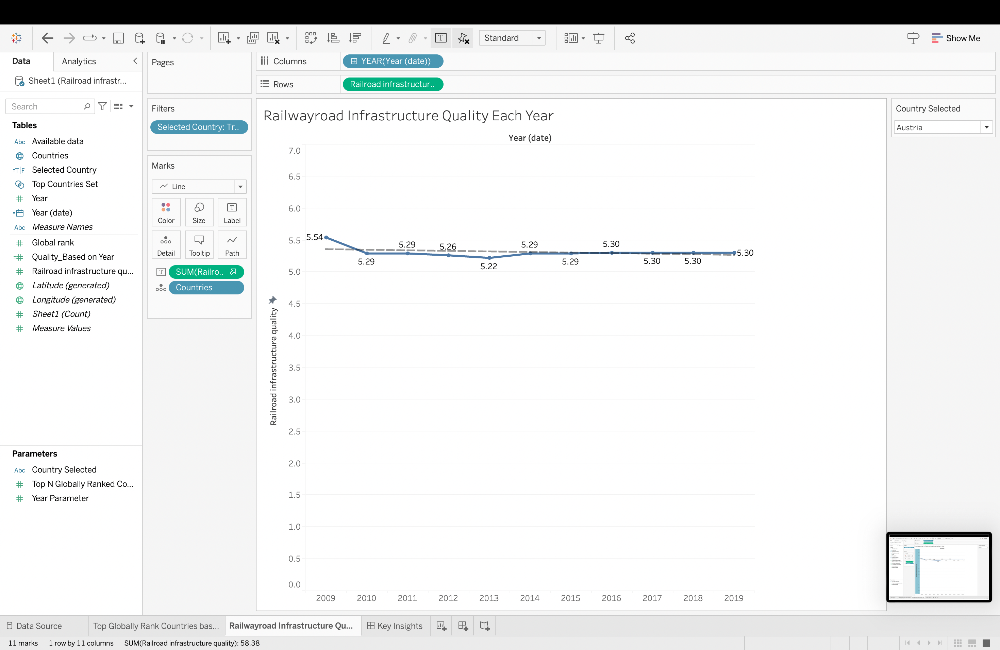 Standard
Show Me
Data
Analytics
Sheet1 (Railroad infrastr...
Search
Tables
Abc Available data
Countries
=T|F Selected Country
Top Countries Set
Year
Year (date)
Abc Measure Names
Global rank
Quality_Based on Year
Railroad infrastructure qu...
Latitude (generated)
Longitude (generated)
Sheet1 (Count)
Measure Values
Parameters
Abc Country Selected
Top N Globally Ranked Co...
Year Parameter
Pages
Filters
Selected Country: Tr..
Marks
Line
Color Size Label
Detail Tooltip Path
SUM(Railro..
Countries
Columns YEAR(Year (date))
Rows Railroad infrastructur..
Railwayroad Infrastructure Quality Each Year
Year (date)
Railroad infrastructure quality
7.0
6.5
6.0
5.5
5.0
4.5
4.0
3.5
3.0
2.5
2.0
1.5
1.0
0.5
0.0
5.54
5.29
5.29
5.26
5.22
5.29
5.29
5.30
5.30
5.30
5.30
2009 2010 2011 2012 2013 2014 2015 2016 2017 2018 2019
Country Selected
Austria
Data Source
Top Globally Rank Countries bas...
Railwayroad Infrastructure Qu...
Key Insights
11 marks 1 row by 11 columns SUM(Railroad infrastructure quality): 58.38